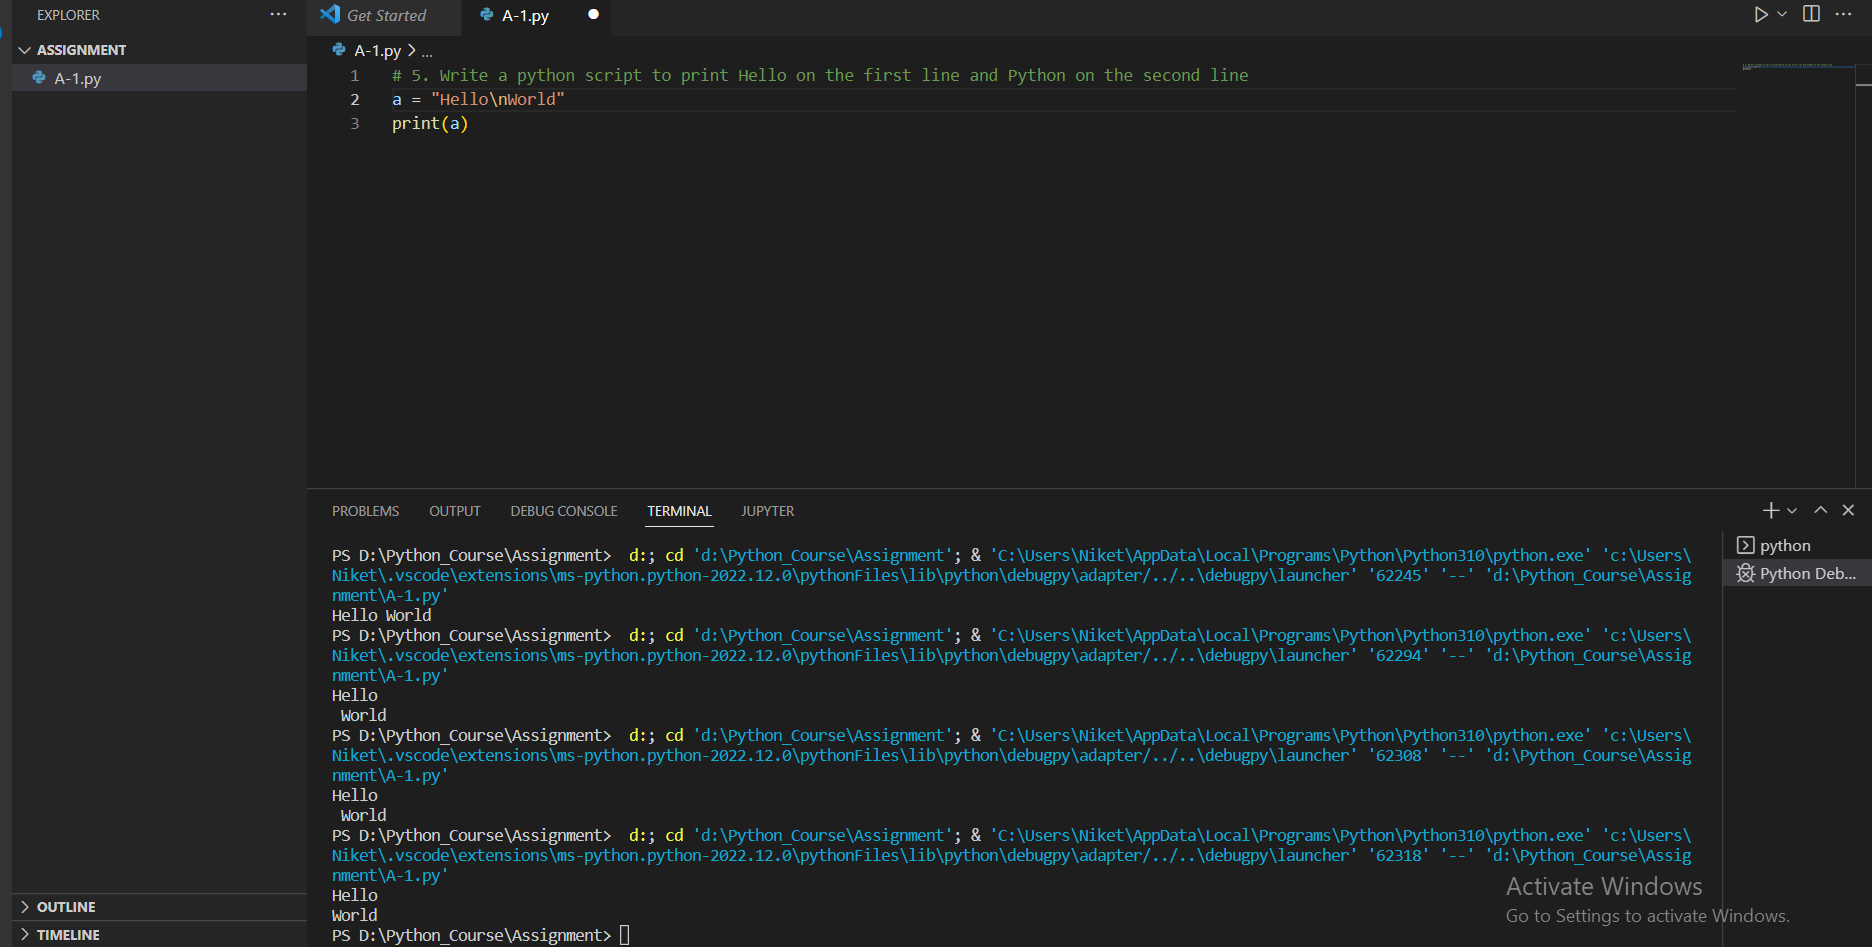 EXPLORER ···
ASSIGNMENT
A-1.py
OUTLINE
TIMELINE
Get Started
A-1.py
A-1.py > ...
1 # 5. Write a python script to print Hello on the first line and Python on the second line
2 a = "Hello\nWorld"
3 print(a)
PROBLEMS OUTPUT DEBUG CONSOLE TERMINAL JUPYTER
PS D:\Python_Course\Assignment>  d:; cd 'd:\Python_Course\Assignment'; & 'C:\Users\Niket\AppData\Local\Programs\Python\Python310\python.exe' 'c:\Users\
Niket\.vscode\extensions\ms-python.python-2022.12.0\pythonFiles\lib\python\debugpy\adapter/../..\debugpy\launcher' '62245' '--' 'd:\Python_Course\Assig
nment\A-1.py'
Hello World
PS D:\Python_Course\Assignment>  d:; cd 'd:\Python_Course\Assignment'; & 'C:\Users\Niket\AppData\Local\Programs\Python\Python310\python.exe' 'c:\Users\
Niket\.vscode\extensions\ms-python.python-2022.12.0\pythonFiles\lib\python\debugpy\adapter/../..\debugpy\launcher' '62294' '--' 'd:\Python_Course\Assig
nment\A-1.py'
Hello
 World
PS D:\Python_Course\Assignment>  d:; cd 'd:\Python_Course\Assignment'; & 'C:\Users\Niket\AppData\Local\Programs\Python\Python310\python.exe' 'c:\Users\
Niket\.vscode\extensions\ms-python.python-2022.12.0\pythonFiles\lib\python\debugpy\adapter/../..\debugpy\launcher' '62308' '--' 'd:\Python_Course\Assig
nment\A-1.py'
Hello
 World
PS D:\Python_Course\Assignment>  d:; cd 'd:\Python_Course\Assignment'; & 'C:\Users\Niket\AppData\Local\Programs\Python\Python310\python.exe' 'c:\Users\
Niket\.vscode\extensions\ms-python.python-2022.12.0\pythonFiles\lib\python\debugpy\adapter/../..\debugpy\launcher' '62318' '--' 'd:\Python_Course\Assig
nment\A-1.py'
Hello
World
PS D:\Python_Course\Assignment>
python
Python Deb...
Activate Windows
Go to Settings to activate Windows.